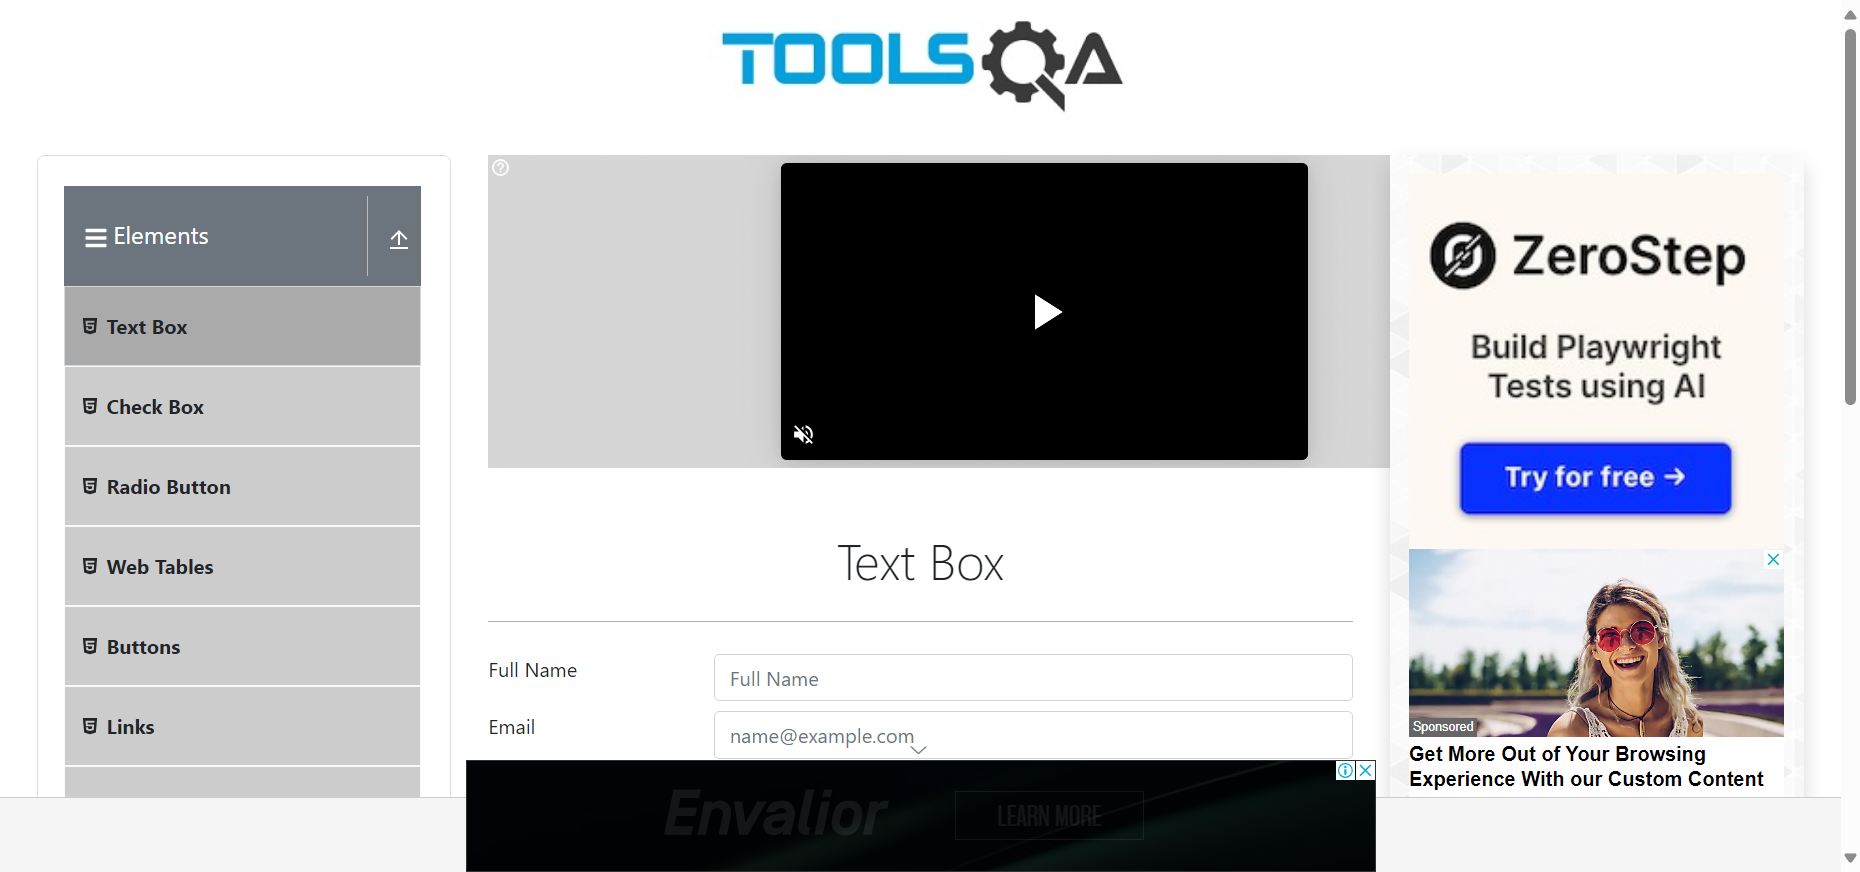 TOOLSQA
Elements
Text Box
Check Box
Radio Button
Web Tables
Buttons
Links
Text Box
Full Name
Full Name
Email
name@example.com
Envalior
LEARN MORE
ZeroStep
Build Playwright
Tests using AI
Try for free →
Sponsored
Get More Out of Your Browsing
Experience With our Custom Content